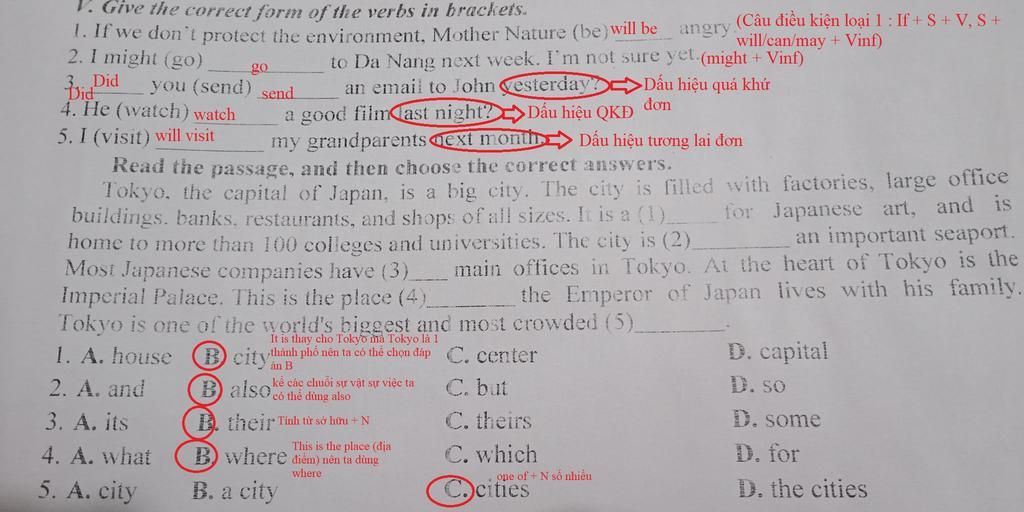 V. Give the correct form of the verbs in brackets.
1. If we don't protect the environment, Mother Nature (be) will be angry. (Câu điều kiện loại 1 : If + S + V, S + will/can/may + Vinf)
2. I might (go) ____go____ to Da Nang next week. I'm not sure yet. (might + Vinf)
3. Did you (send) send an email to John yesterday? Dấu hiệu quá khứ đơn
Did
4. He (watch) watch a good film last night? Dấu hiệu QKĐ
5. I (visit) will visit my grandparents next month. Dấu hiệu tương lai đơn
Read the passage, and then choose the correct answers.
Tokyo, the capital of Japan, is a big city. The city is filled with factories, large office
buildings, banks, restaurants, and shops of all sizes. It is a (1)____ for Japanese art, and is
home to more than 100 colleges and universities. The city is (2)________ an important seaport.
Most Japanese companies have (3)___ main offices in Tokyo. At the heart of Tokyo is the
Imperial Palace. This is the place (4)_______ the Emperor of Japan lives with his family.
Tokyo is one of the world's biggest and most crowded (5)________.
1. A. house B city It is thay cho Tokyo mà Tokyo là 1 thành phố nên ta có thể chọn đáp án B C. center D. capital
2. A. and B also kể các chuỗi sự vật sự việc ta có thể dùng also C. but D. so
3. A. its B. their Tính từ sở hữu + N C. theirs D. some
4. A. what B where This is the place (địa điểm) nên ta dùng where C. which D. for
5. A. city B. a city C. cities one of + N số nhiều D. the cities